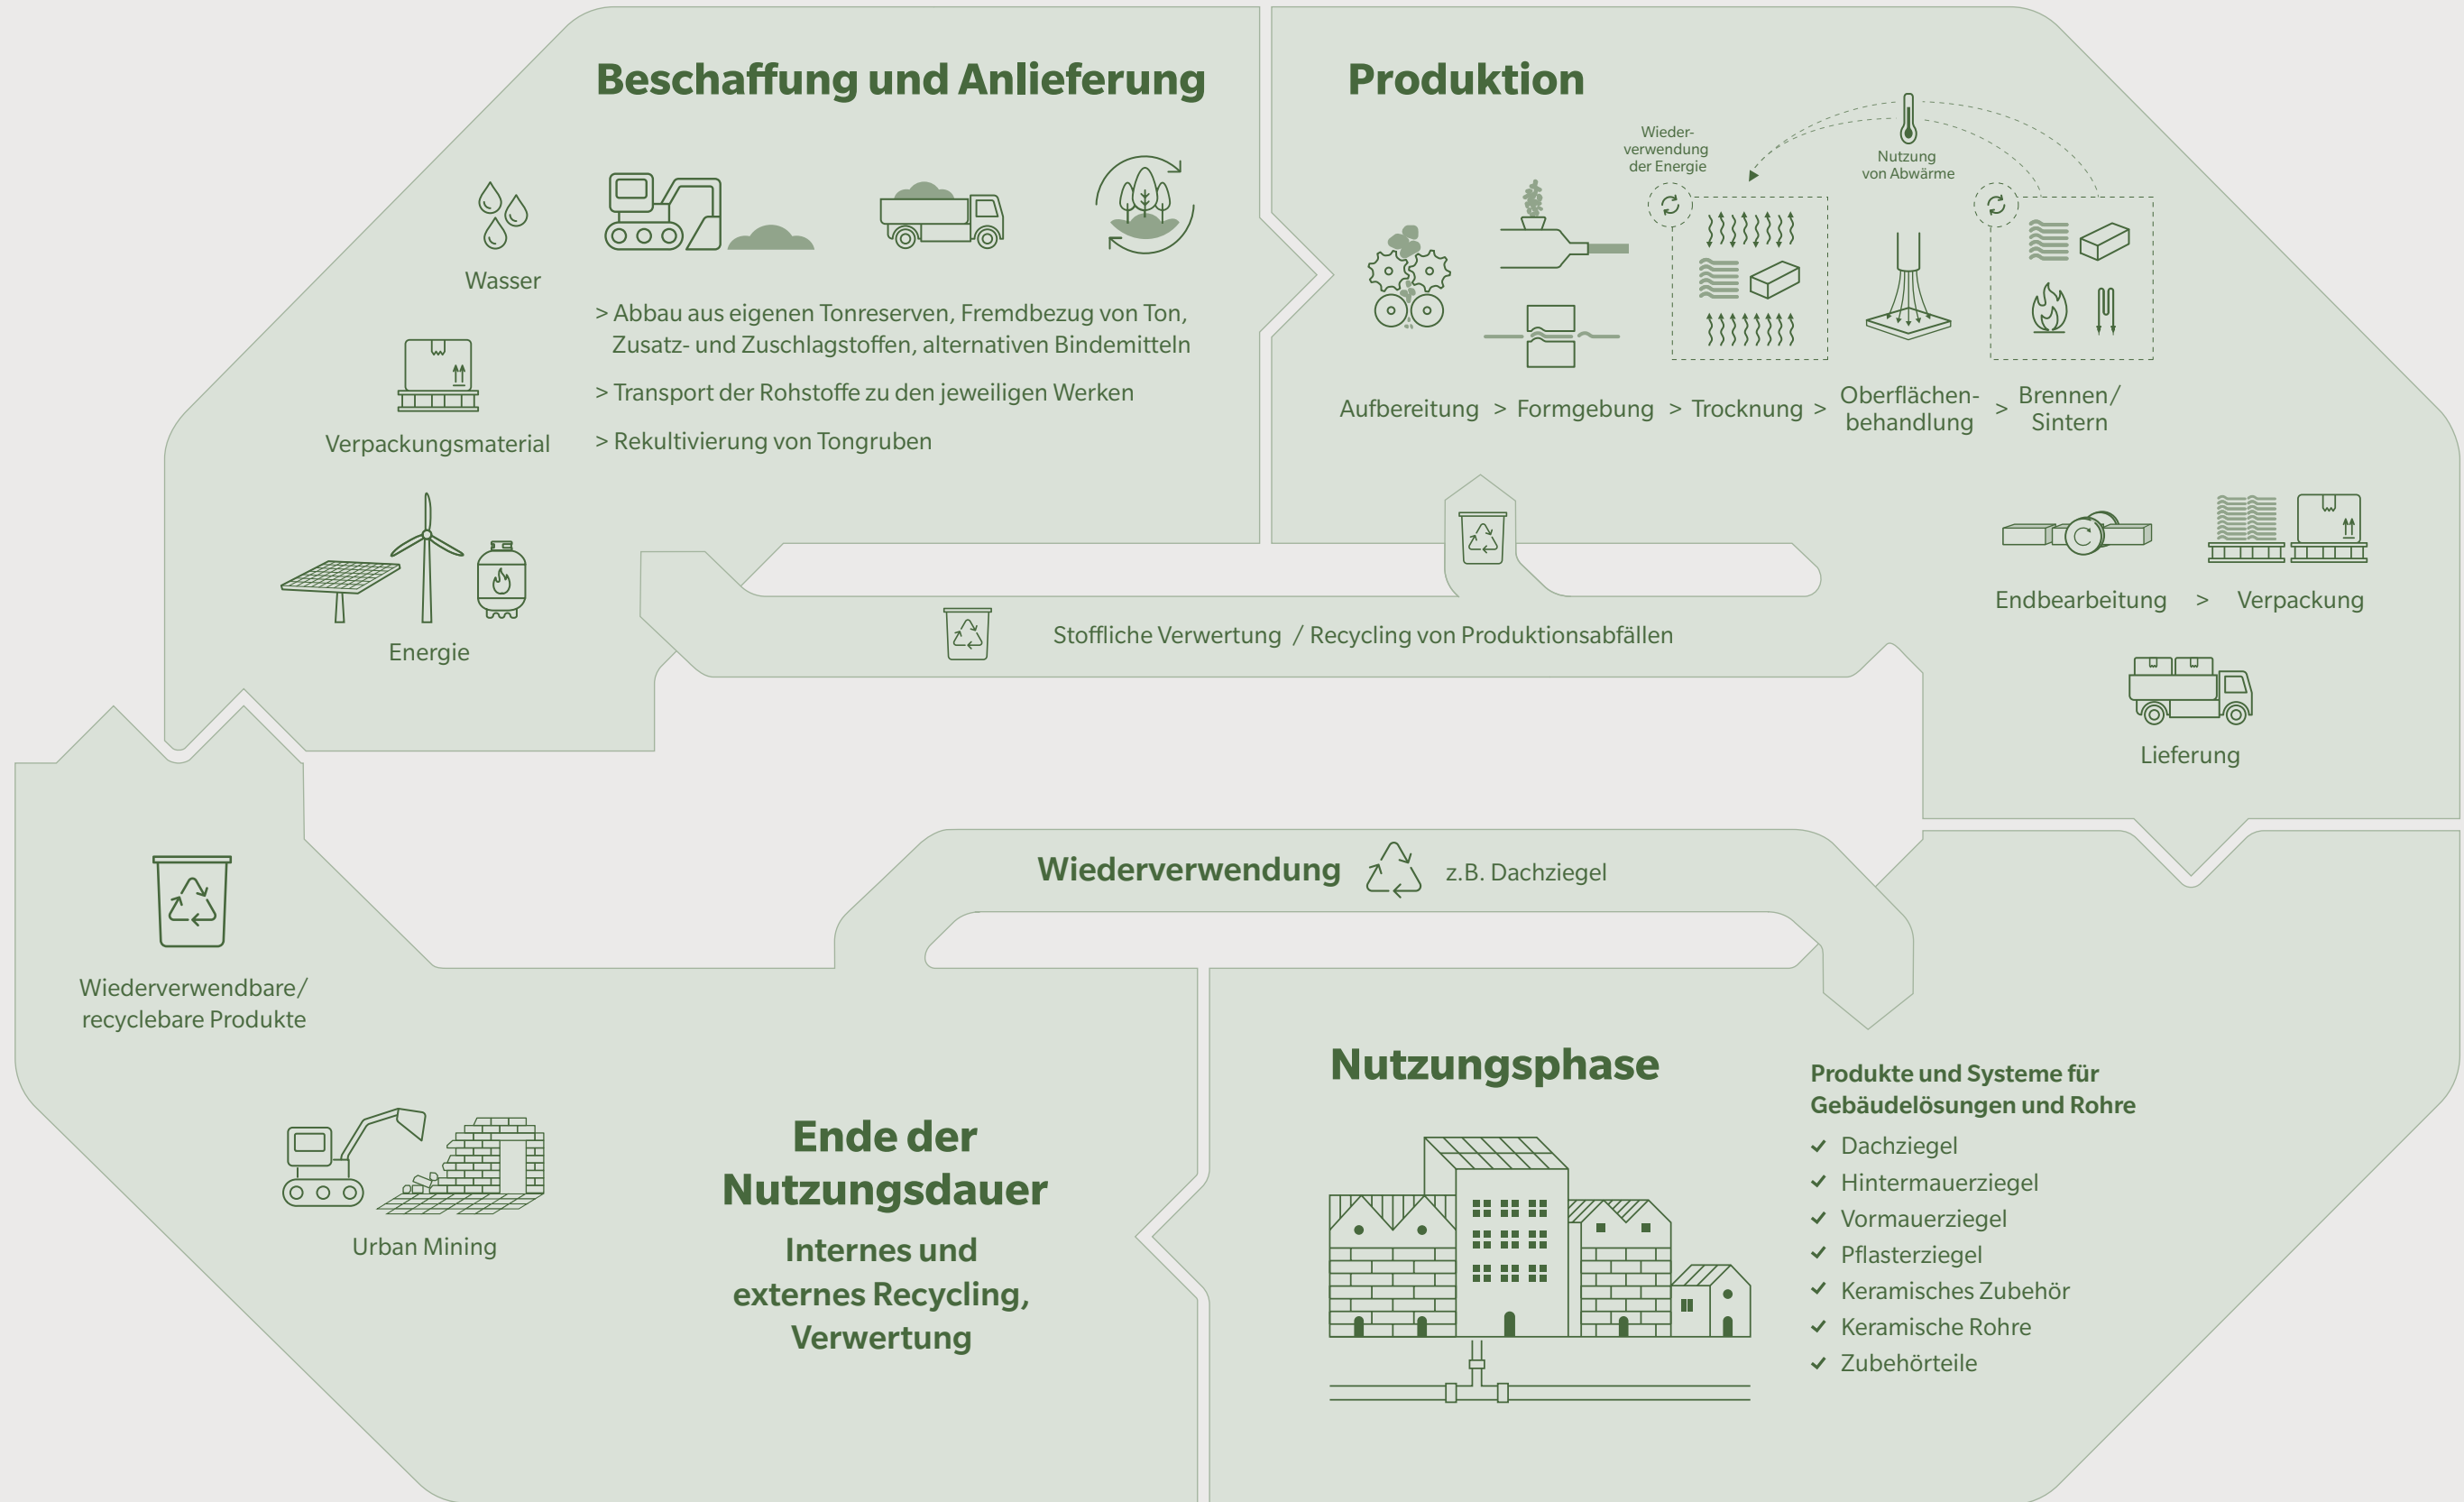 Beschaffung und Anlieferung
Wasser
Verpackungsmaterial
Energie
> Abbau aus eigenen Tonreserven, Fremdbezug von Ton,
Zusatz- und Zuschlagstoffen, alternativen Bindemitteln
> Transport der Rohstoffe zu den jeweiligen Werken
> Rekultivierung von Tongruben
Produktion
Wieder-
verwendung
der Energie
Nutzung
von Abwärme
Aufbereitung > Formgebung > Trocknung > Oberflächen-
behandlung > Brennen/
Sintern
Endbearbeitung > Verpackung
Lieferung
Stoffliche Verwertung / Recycling von Produktionsabfällen
Wiederverwendung z.B. Dachziegel
Wiederverwendbare/
recyclebare Produkte
Urban Mining
Ende der
Nutzungsdauer
Internes und
externes Recycling,
Verwertung
Nutzungsphase
Produkte und Systeme für
Gebäudelösungen und Rohre
Dachziegel
Hintermauerziegel
Vormauerziegel
Pflasterziegel
Keramisches Zubehör
Keramische Rohre
Zubehörteile